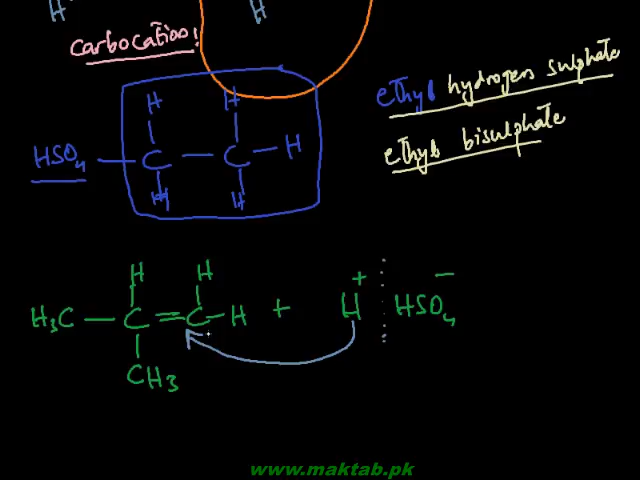 H H
carbocation!
ethyl hydrogen sulphate
ethyl bisulphate
H H
HSO₄ — C — C — H
H H
H H
H₃C — C = C — H + H⁺ HSO₄⁻
CH₃
www.maktab.pk